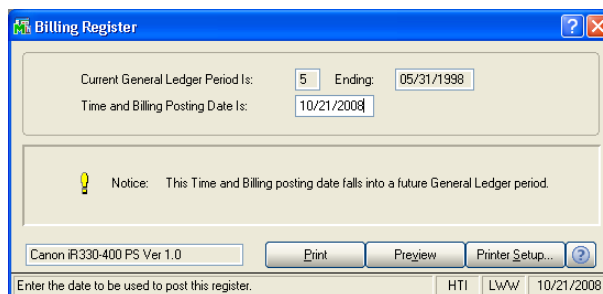 Billing Register
Current General Ledger Period Is: 5 Ending: 05/31/1998
Time and Billing Posting Date Is: 10/21/2008
Notice: This Time and Billing posting date falls into a future General Ledger period.
Canon iR330-400 PS Ver 1.0 Print Preview Printer Setup... ?
Enter the date to be used to post this register. HTI LWW 10/21/2008